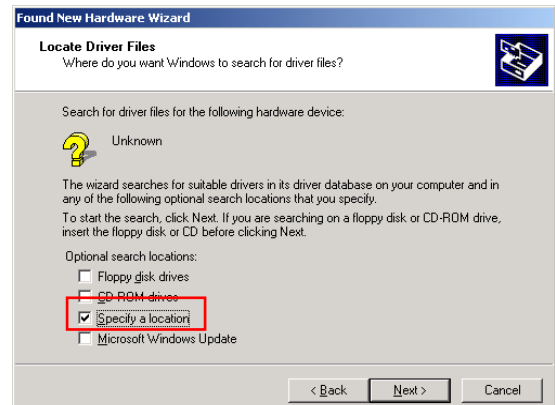 Found New Hardware Wizard
Locate Driver Files
Where do you want Windows to search for driver files?
Search for driver files for the following hardware device:
Unknown
The wizard searches for suitable drivers in its driver database on your computer and in
any of the following optional search locations that you specify.
To start the search, click Next. If you are searching on a floppy disk or CD-ROM drive,
insert the floppy disk or CD before clicking Next.
Optional search locations:
Floppy disk drives
CD-ROM drives
Specify a location
Microsoft Windows Update
< Back
Next >
Cancel